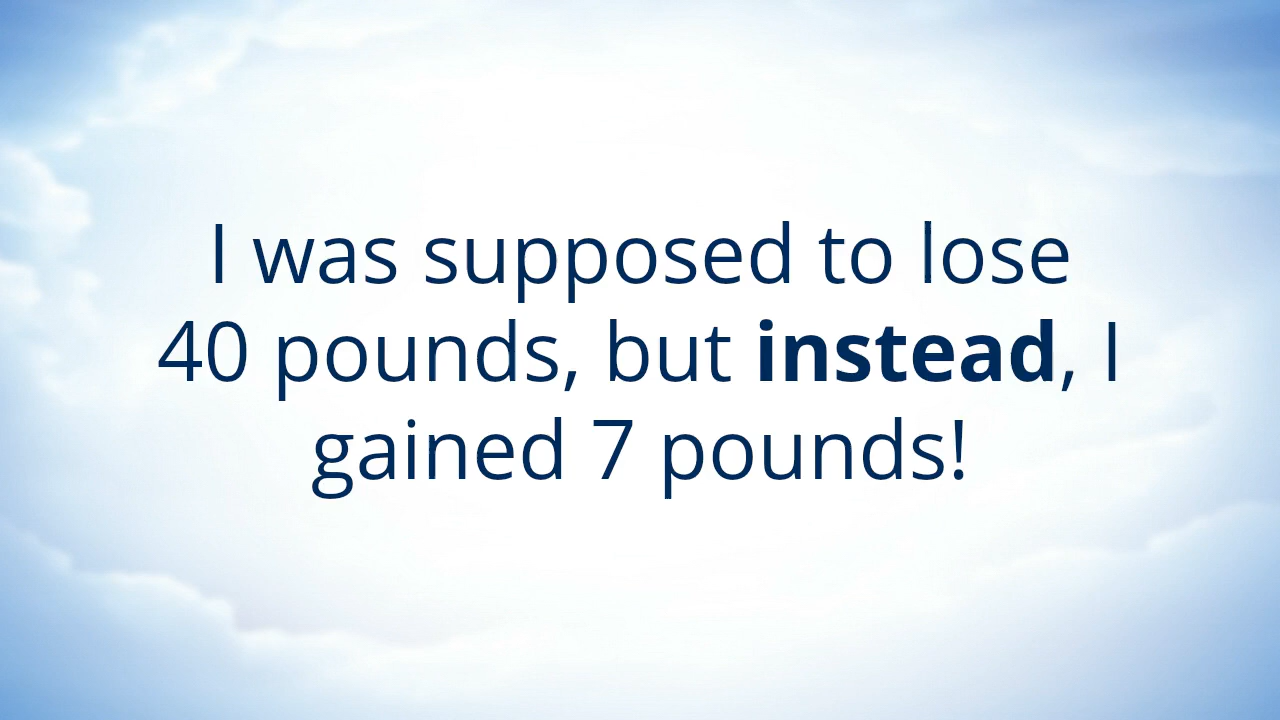 I was supposed to lose
40 pounds, but instead, I
gained 7 pounds!